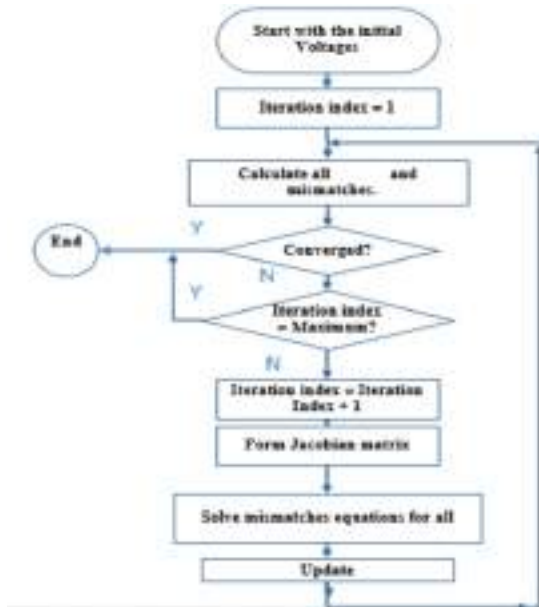 Start with the initial
Voltages
Iteration index = 1
Calculate all and
mismatches.
Y
End
Converged?
N
Y
Iteration index
= Maximum?
N
Iteration index = Iteration
Index + 1
Form Jacobian matrix
Solve mismatches equations for all
Update